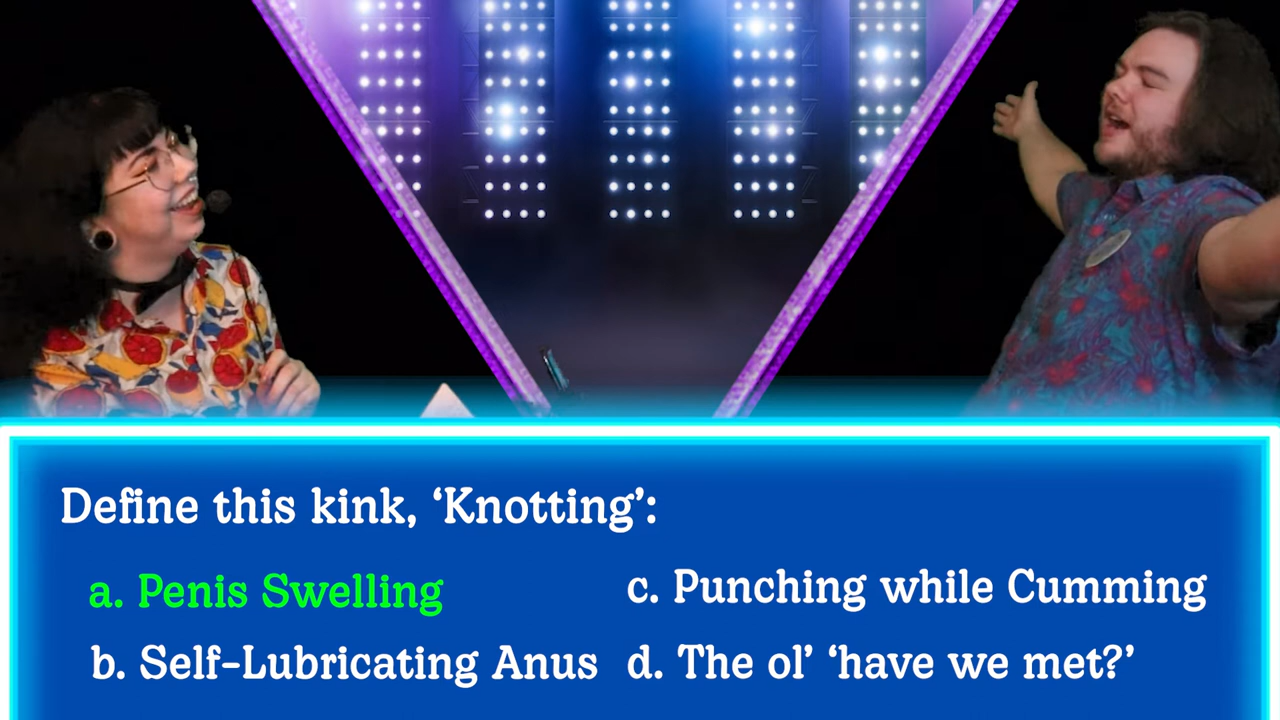 Define this kink, ‘Knotting’:
a. Penis Swelling
b. Self-Lubricating Anus
c. Punching while Cumming
d. The ol’ ‘have we met?’